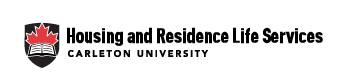 Housing and Residence Life Services
CARLETON UNIVERSITY